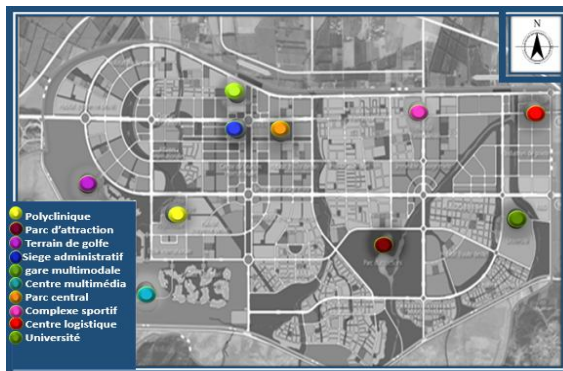 N
Polyclinique
Parc d'attraction
Terrain de golfe
Siege administratif
gare multimodale
Centre multimédia
Parc central
Complexe sportif
Centre logistique
Université